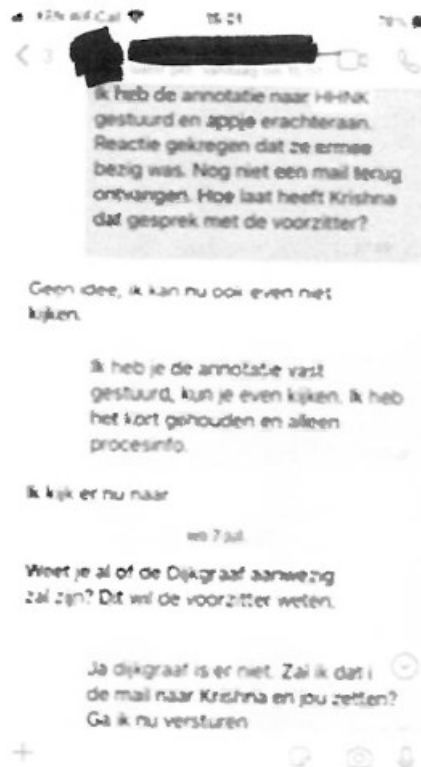 15:01
3
Ik heb de annotatie naar HHNK
gestuurd en appje erachteraan.
Reactie gekregen dat ze ermee
bezig was. Nog niet een mail terug
ontvangen. Hoe laat heeft Krishna
dat gesprek met de voorzitter?
Geen idee, ik kan nu ook even niet
kijken.
Ik heb je de annotatie vast
gestuurd, kun je even kijken. Ik heb
het kort gehouden en alleen
procesinfo.
Ik kijk er nu naar
wo 7 jul.
Weet je al of de Dijkgraaf aanwezig
zal zijn? Dit wil de voorzitter weten.
Ja dijkgraaf is er niet. Zal ik dat i
de mail naar Krishna en jou zetten?
Ga ik nu versturen